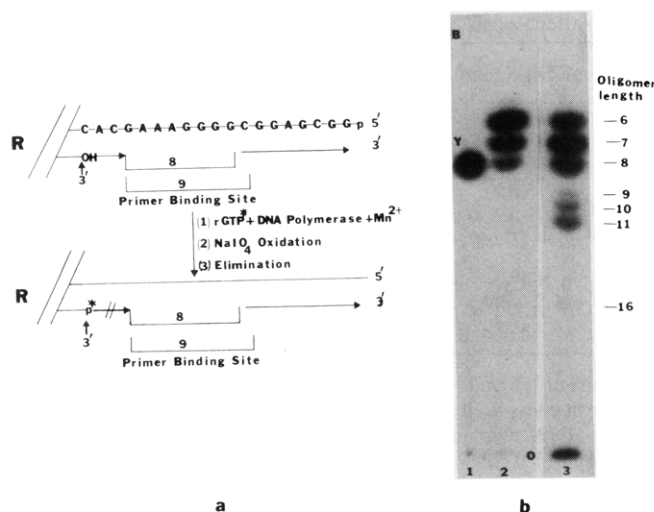 R
C A C G A A A G G G G C G G A G C G G p 5'
OH
3'
3'
8
9
Primer Binding Site
(1) rGTP* + DNA Polymerase + Mn2+
(2) NaIO4 Oxidation
(3) Elimination
R
5'
p*
3'
3'
8
9
Primer Binding Site
a
B
Y
O
1 2 3
Oligomer
length
6
7
8
9
10
11
16
b